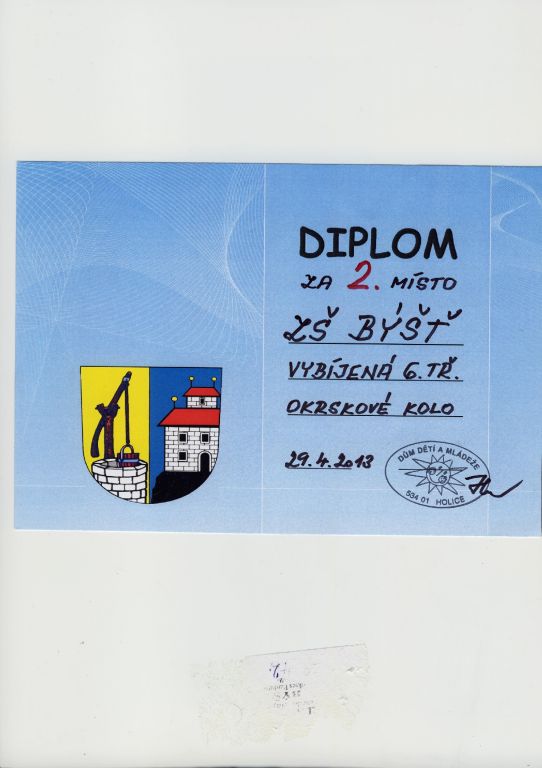 DIPLOM
ZA 2. MÍSTO
ZŠ BÝŠŤ
VYBÍJENÁ 6. TŘ.
OKRSKOVÉ KOLO
29.4.2013
DŮM DĚTÍ A MLÁDEŽE
534 01 HOLICE